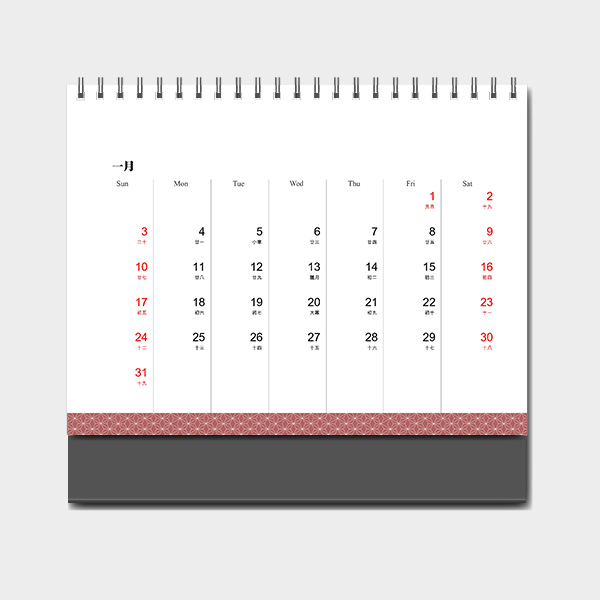 一月
Sun Mon Tue Wed Thu Fri Sat
1 2
元旦 十九
3 4 5 6 7 8 9
二十 廿一 小寒 廿三 廿四 廿五 廿六
10 11 12 13 14 15 16
廿七 廿八 廿九 臘月 初二 初三 初四
17 18 19 20 21 22 23
初五 初六 初七 大寒 初九 初十 十一
24 25 26 27 28 29 30
十二 十三 十四 十五 十六 十七 十八
31
十九